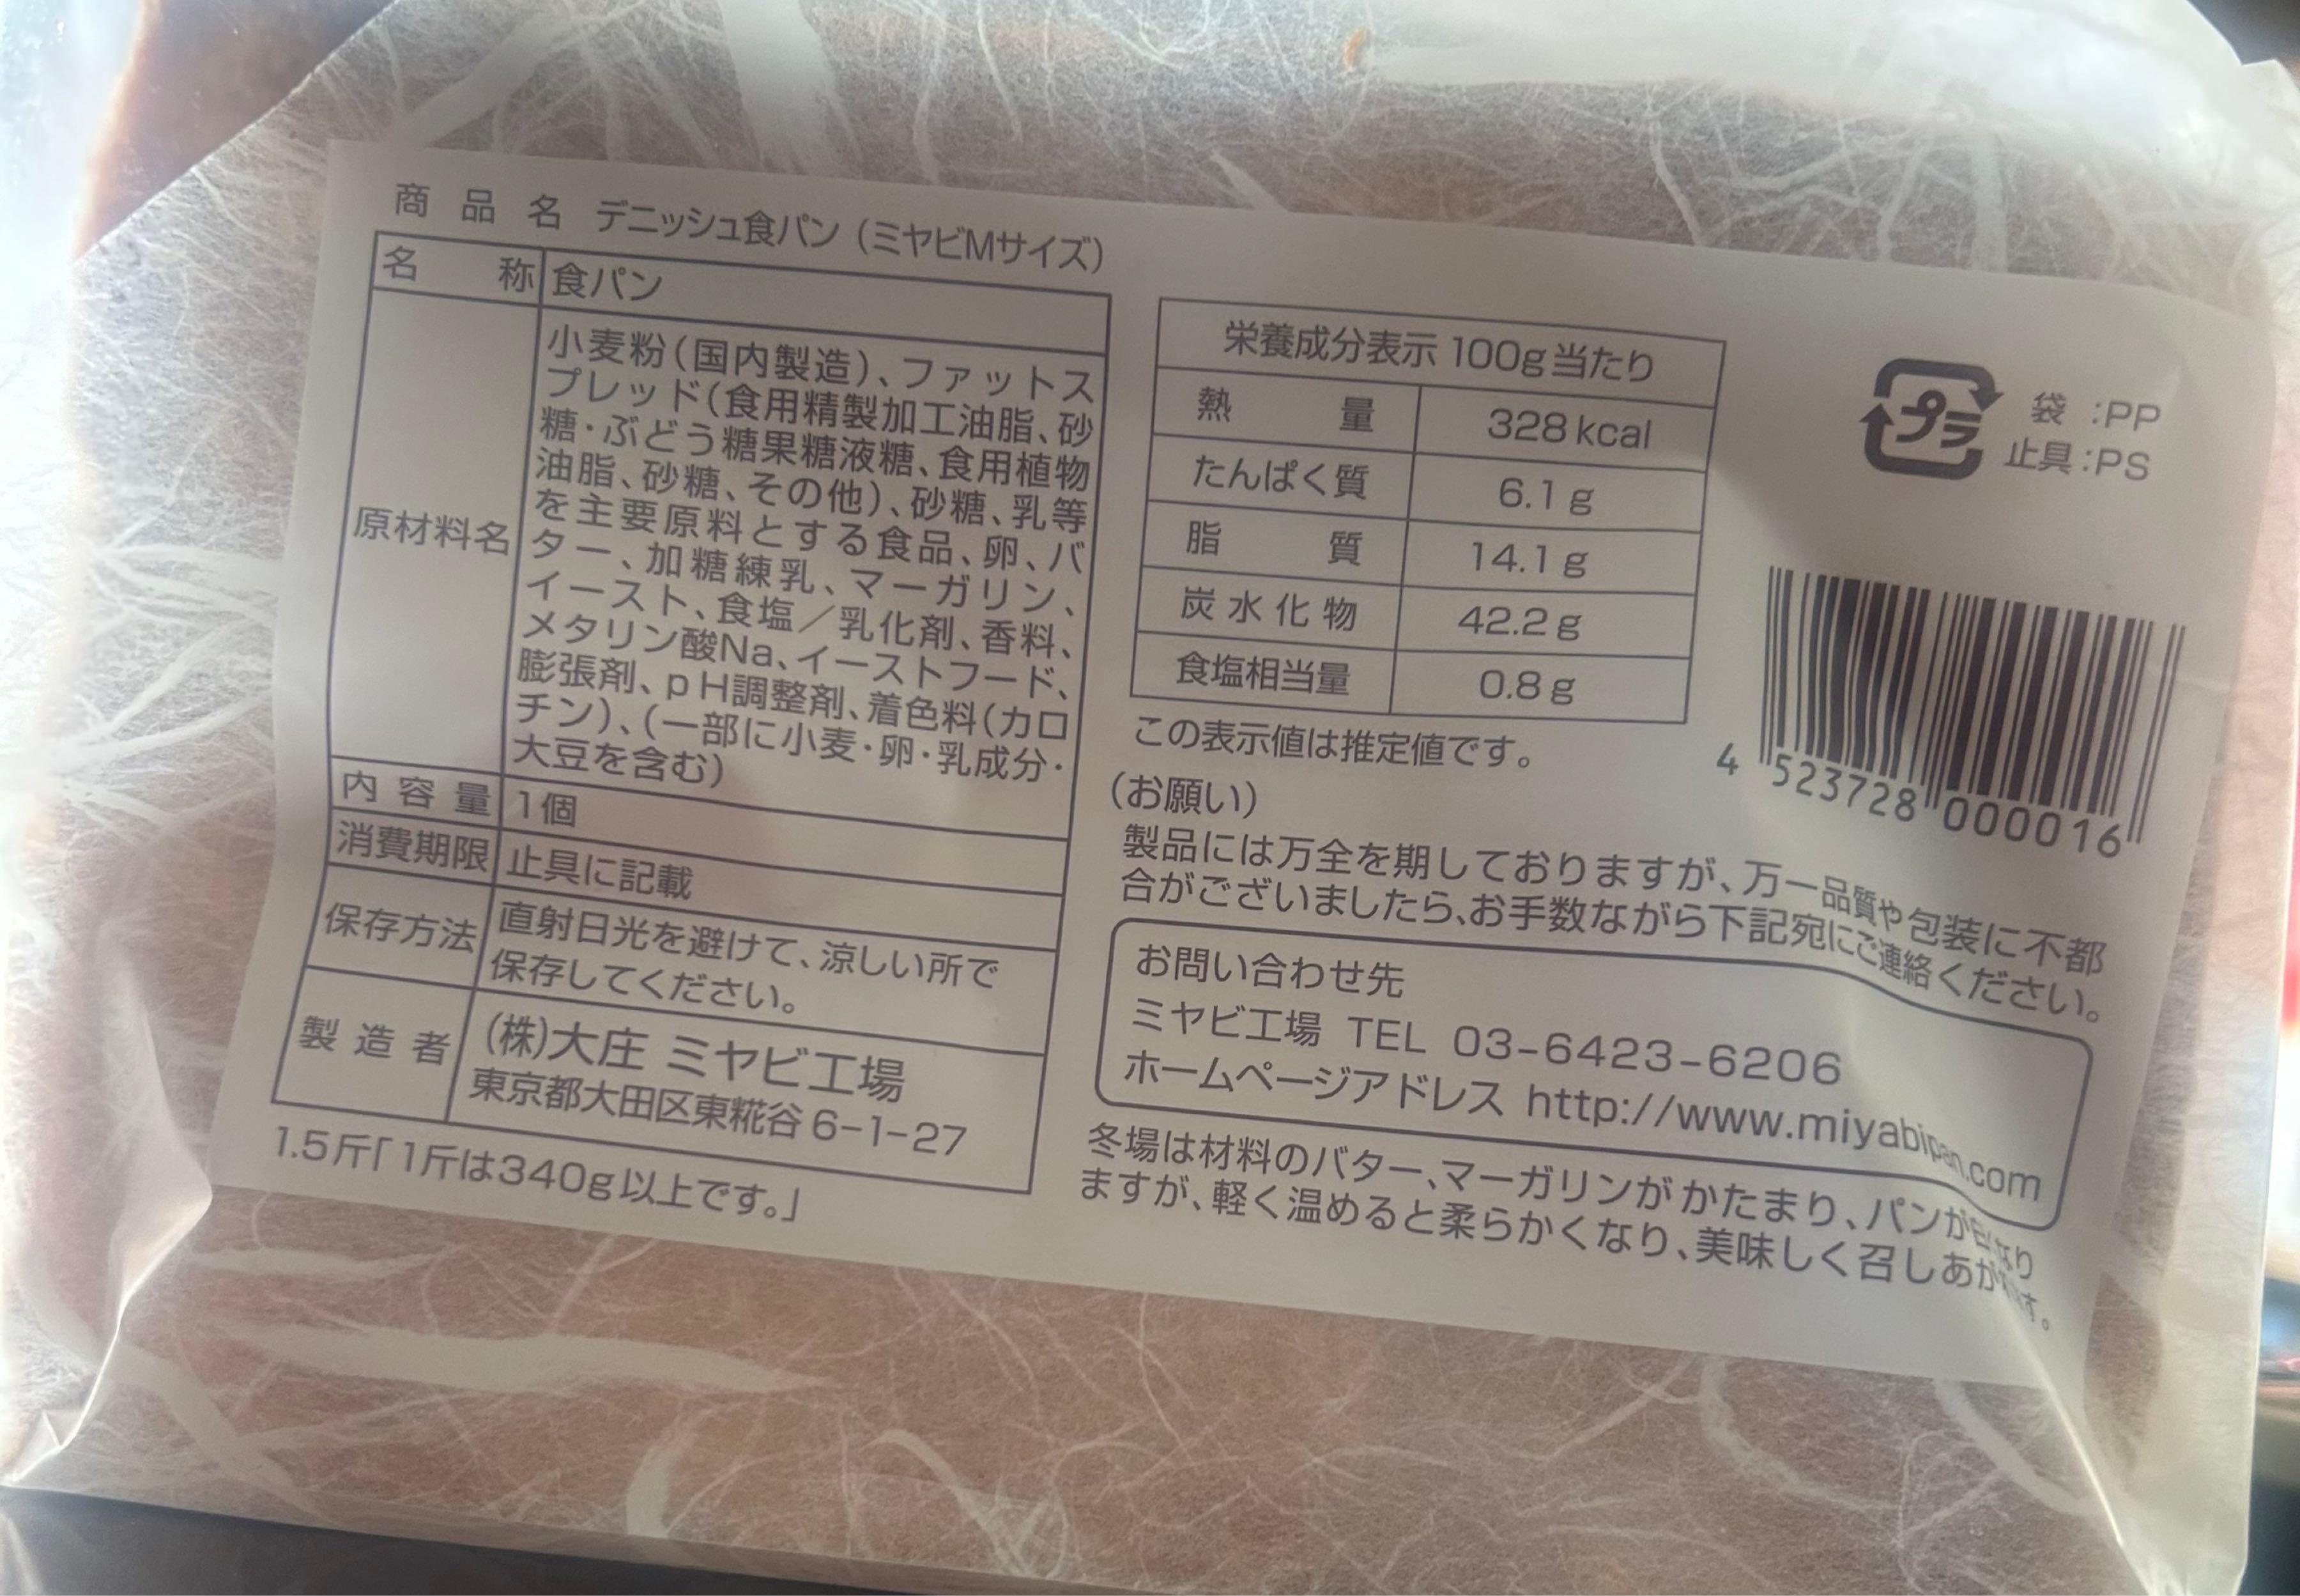 商品名 デニッシュ食パン（ミヤビMサイズ）
名称 食パン
原材料名
小麦粉（国内製造）、ファットス
プレッド（食用精製加工油脂、砂
糖・ぶどう糖果糖液糖、食用植物
油脂、砂糖、その他）、砂糖、乳等
を主要原料とする食品、卵、バ
ター、加糖練乳、マーガリン、
イースト、食塩／乳化剤、香料、
メタリン酸Na、イーストフード、
膨張剤、pH調整剤、着色料（カロ
チン）、（一部に小麦・卵・乳成分・
大豆を含む）
内容量 1個
消費期限 止具に記載
保存方法 直射日光を避けて、涼しい所で
保存してください。
製造者 (株)大庄 ミヤビ工場
東京都大田区東糀谷6-1-27
1.5斤「1斤は340g以上です。」
栄養成分表示 100g当たり
熱量 328kcal
たんぱく質 6.1g
脂質 14.1g
炭水化物 42.2g
食塩相当量 0.8g
この表示値は推定値です。
プラ
袋:PP
止具:PS
4 523728 000016
（お願い）
製品には万全を期しておりますが、万一品質や包装に不都
合がございましたら、お手数ながら下記宛にご連絡ください。
お問い合わせ先
ミヤビ工場 TEL 03-6423-6206
ホームページアドレス http://www.miyabipan.com
冬場は材料のバター、マーガリンがかたまり、パンが なり
ますが、軽く温めると柔らかくなり、美味しく召しあがれます。